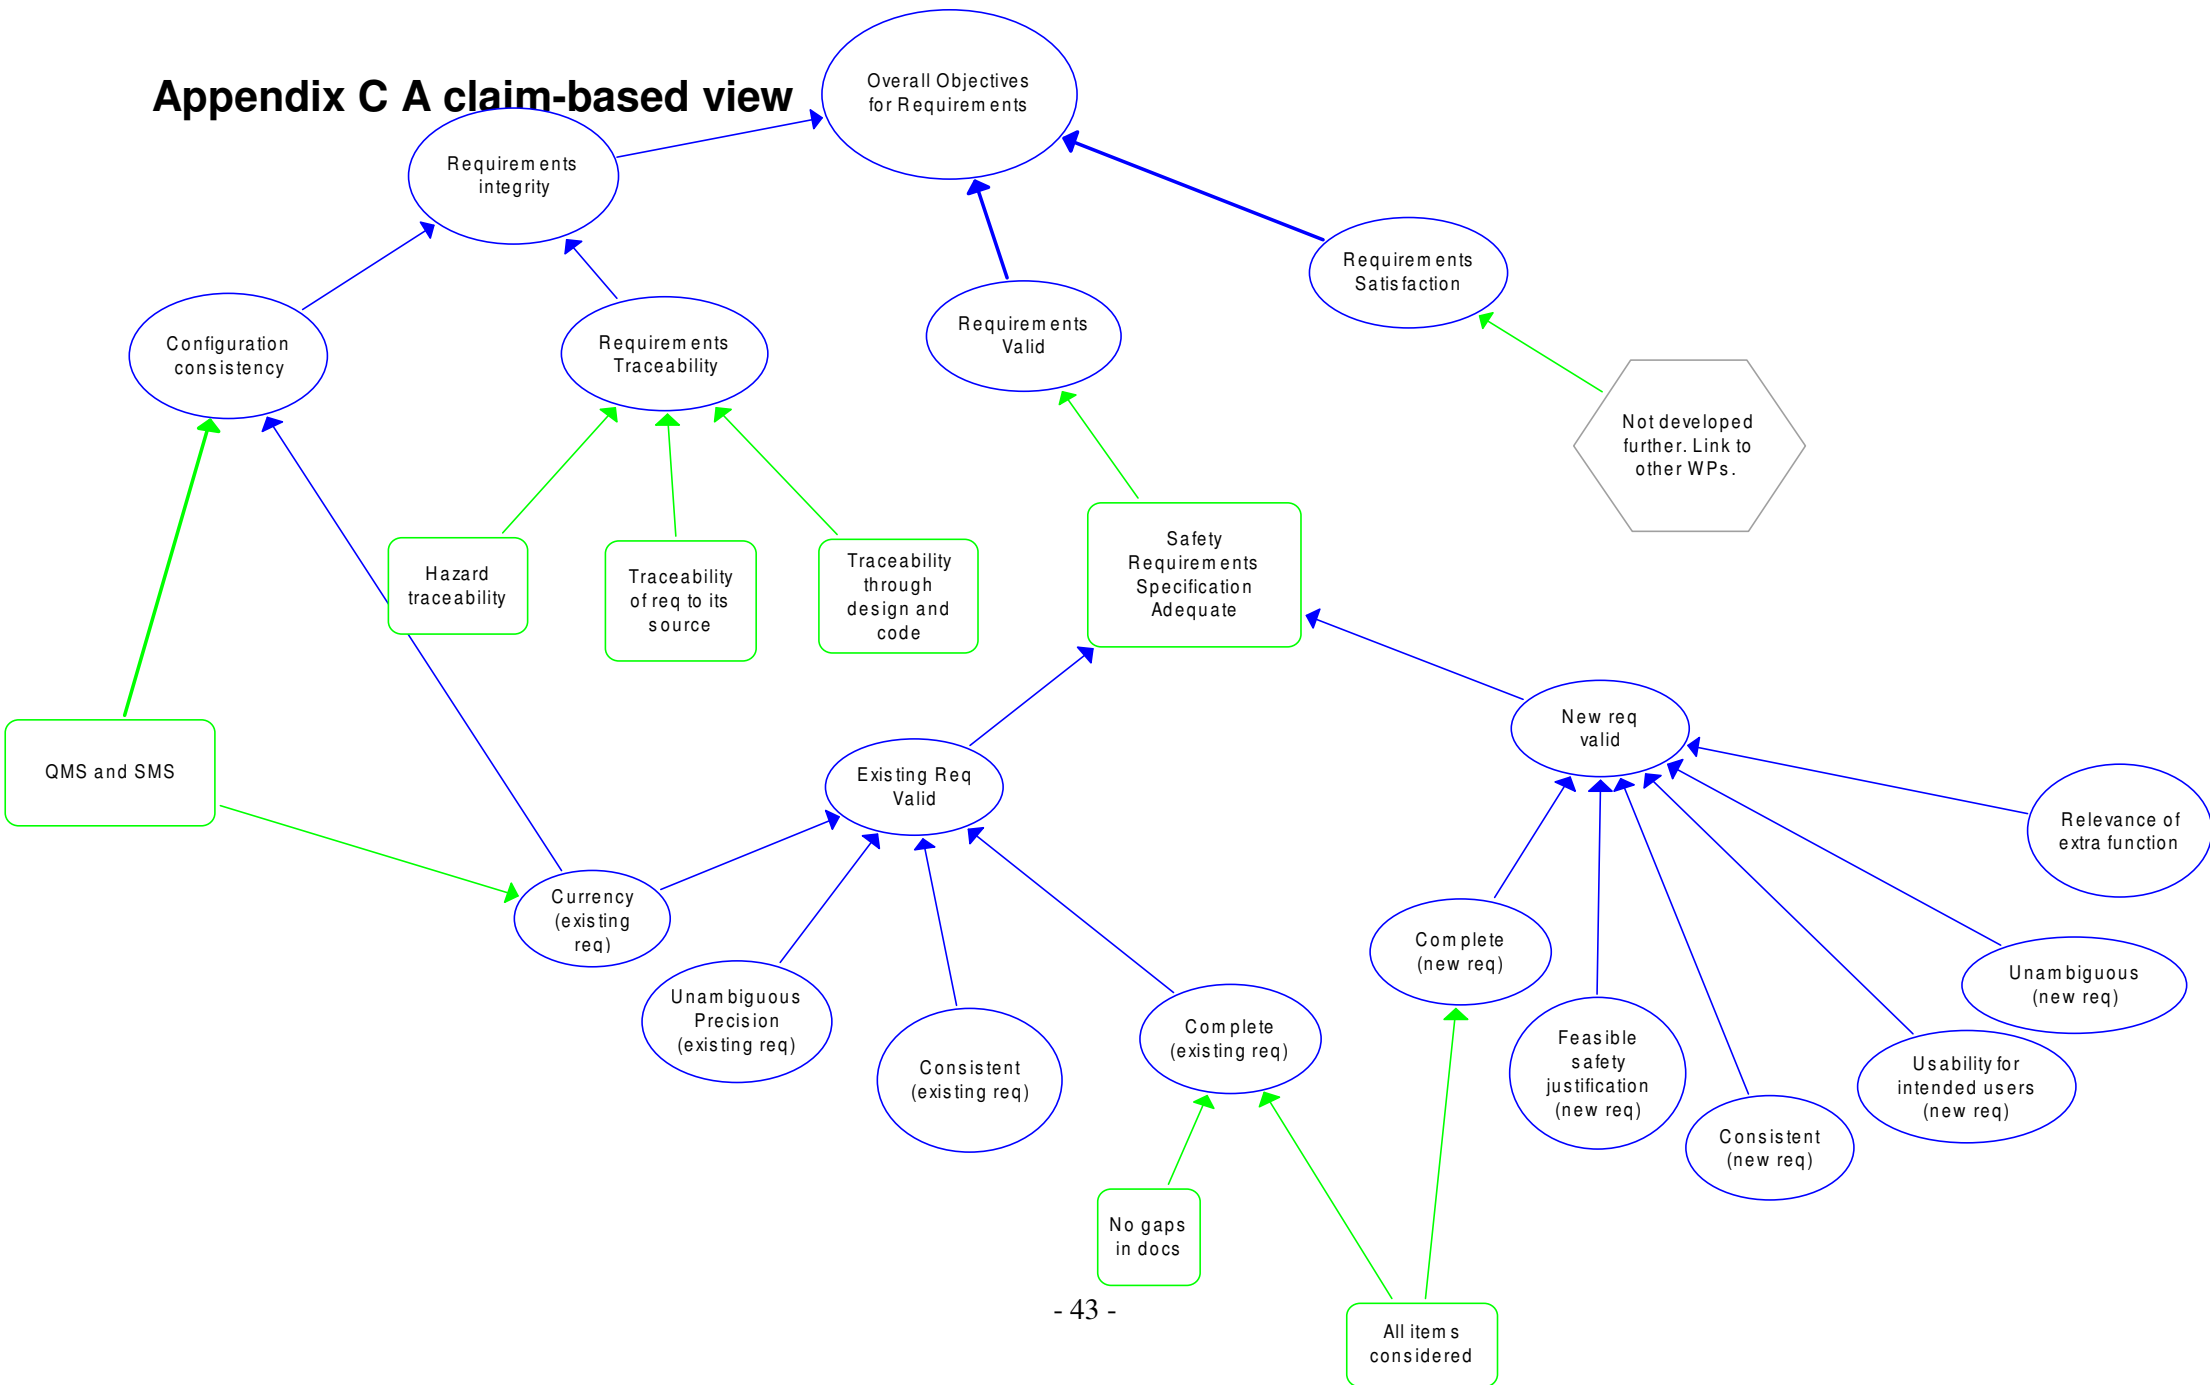 Appendix C A claim-based view
Overall Objectives
for Requirements
Requirements
integrity
Requirements
Satisfaction
Requirements
Valid
Configuration
consistency
Requirements
Traceability
Not developed
further. Link to
other WPs.
Hazard
traceability
Traceability
of req to its
source
Traceability
through
design and
code
Safety
Requirements
Specification
Adequate
New req
valid
QMS and SMS
Existing Req
Valid
Relevance of
extra function
Currency
(existing
req)
Unambiguous
Precision
(existing req)
Consistent
(existing req)
Complete
(existing req)
Complete
(new req)
Feasible
safety
justification
(new req)
Consistent
(new req)
Usability for
intended users
(new req)
Unambiguous
(new req)
No gaps
in docs
All items
considered
- 43 -